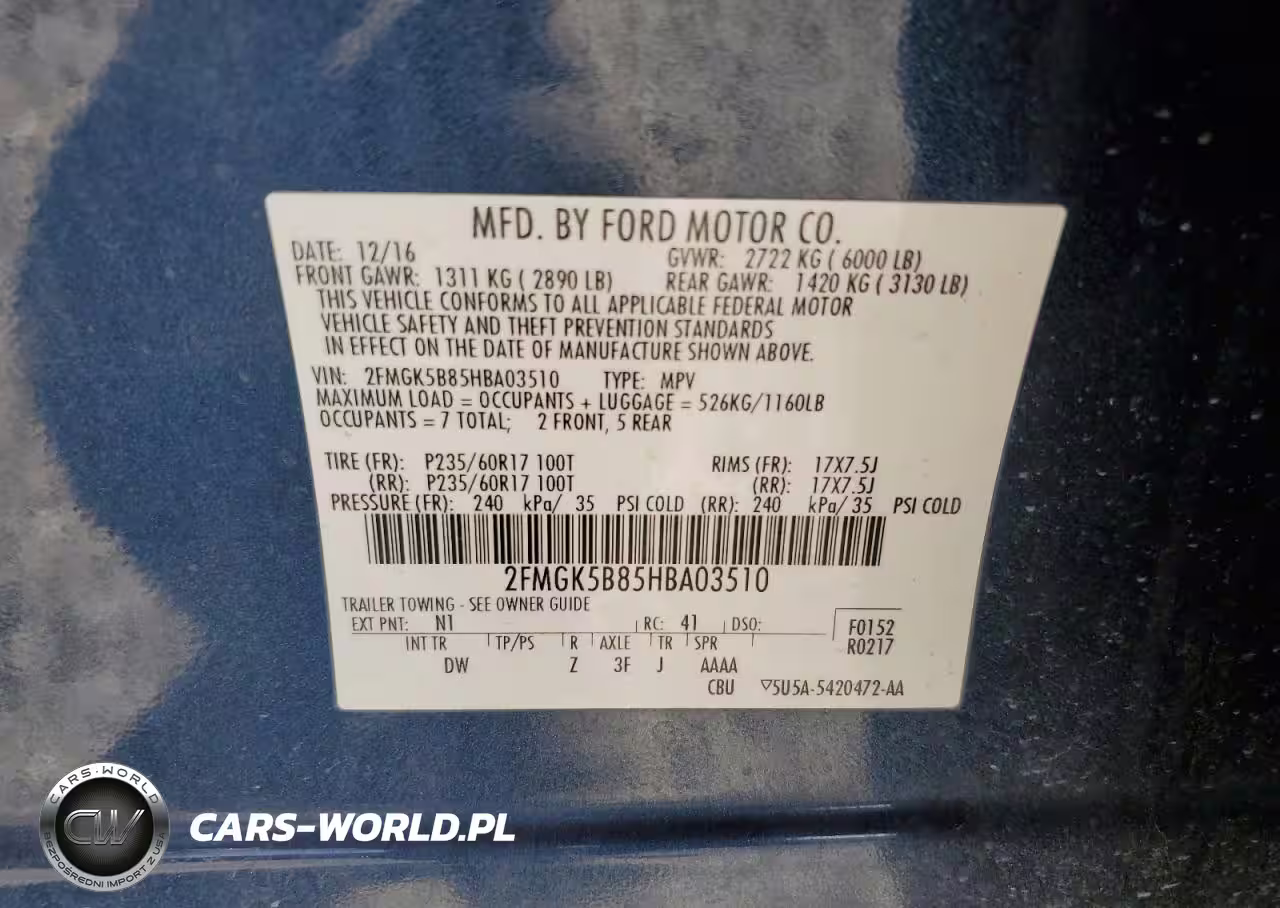 MFD. BY FORD MOTOR CO.
DATE: 12/16 GVWR: 2722 KG ( 6000 LB)
FRONT GAWR: 1311 KG ( 2890 LB) REAR GAWR: 1420 KG ( 3130 LB)
THIS VEHICLE CONFORMS TO ALL APPLICABLE FEDERAL MOTOR
VEHICLE SAFETY AND THEFT PREVENTION STANDARDS
IN EFFECT ON THE DATE OF MANUFACTURE SHOWN ABOVE.
VIN: 2FMGK5B85HBA03510 TYPE: MPV
MAXIMUM LOAD = OCCUPANTS + LUGGAGE = 526KG/1160LB
OCCUPANTS = 7 TOTAL; 2 FRONT, 5 REAR
TIRE (FR): P235/60R17 100T RIMS (FR): 17X7.5J
(RR): P235/60R17 100T (RR): 17X7.5J
PRESSURE (FR): 240 kPa/ 35 PSI COLD (RR): 240 kPa/ 35 PSI COLD
2FMGK5B85HBA03510
TRAILER TOWING - SEE OWNER GUIDE
EXT PNT: N1 RC: 41 DSO: F0152
R0217
INT TR TP/PS R AXLE TR SPR
DW Z 3F J AAAA
CBU ▽5U5A-5420472-AA
CARS-WORLD
CW
BEZPOŚREDNI IMPORT Z USA
CARS-WORLD.PL